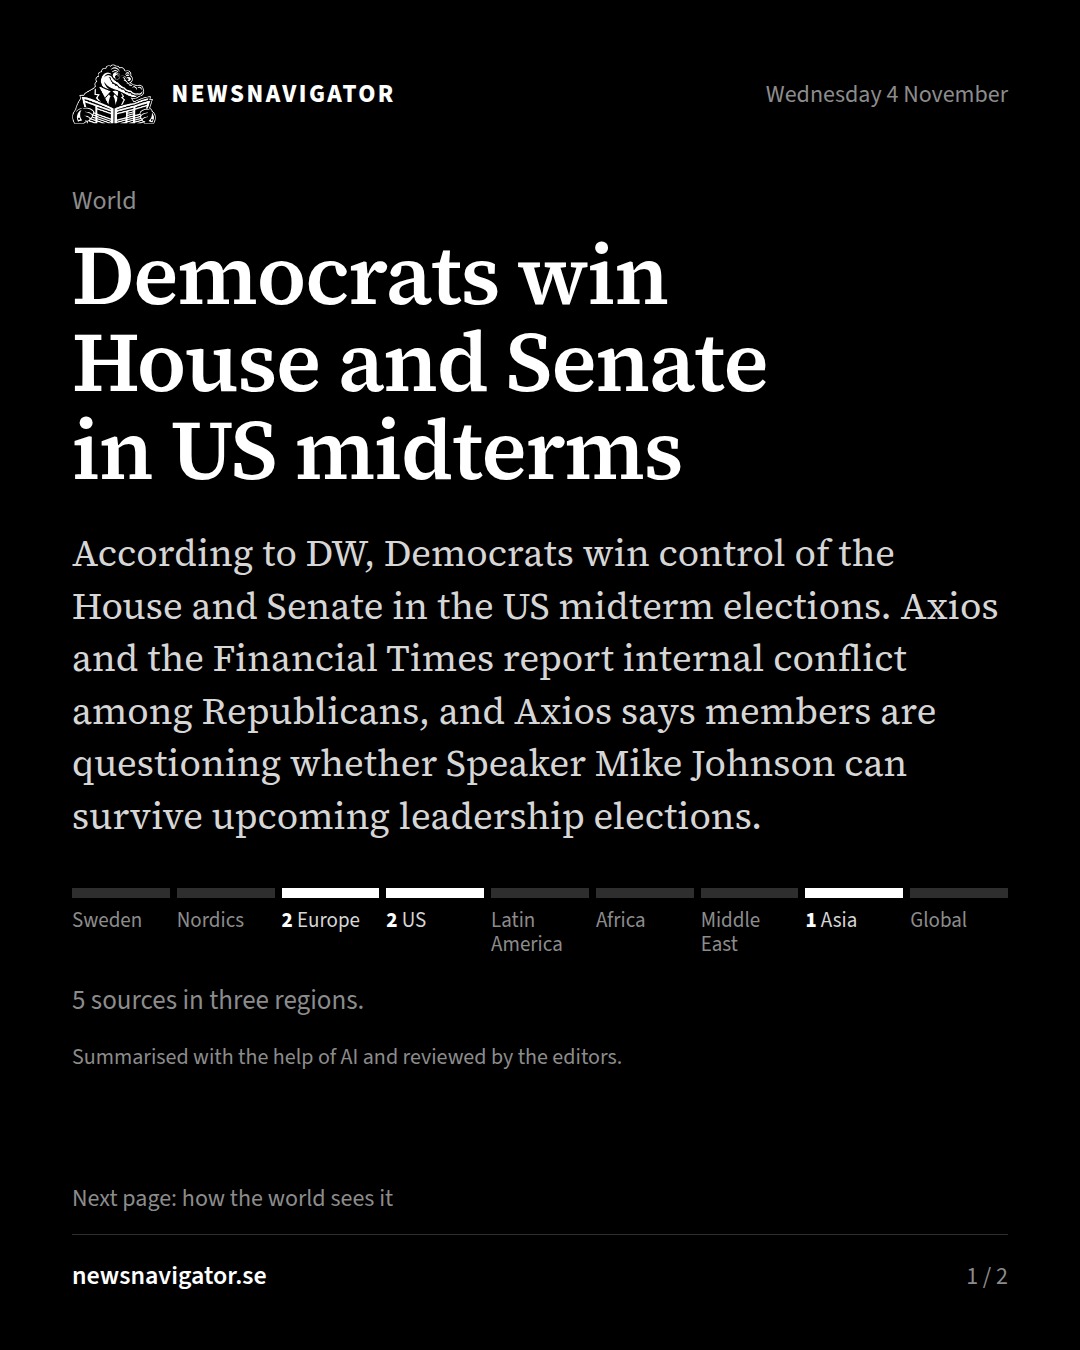 NEWSNAVIGATOR
Wednesday 4 November
World
Democrats win
House and Senate
in US midterms
According to DW, Democrats win control of the
House and Senate in the US midterm elections. Axios
and the Financial Times report internal conflict
among Republicans, and Axios says members are
questioning whether Speaker Mike Johnson can
survive upcoming leadership elections.
Sweden
Nordics
2 Europe
2 US
Latin
America
Africa
Middle
East
1 Asia
Global
5 sources in three regions.
Summarised with the help of AI and reviewed by the editors.
Next page: how the world sees it
newsnavigator.se
1 / 2